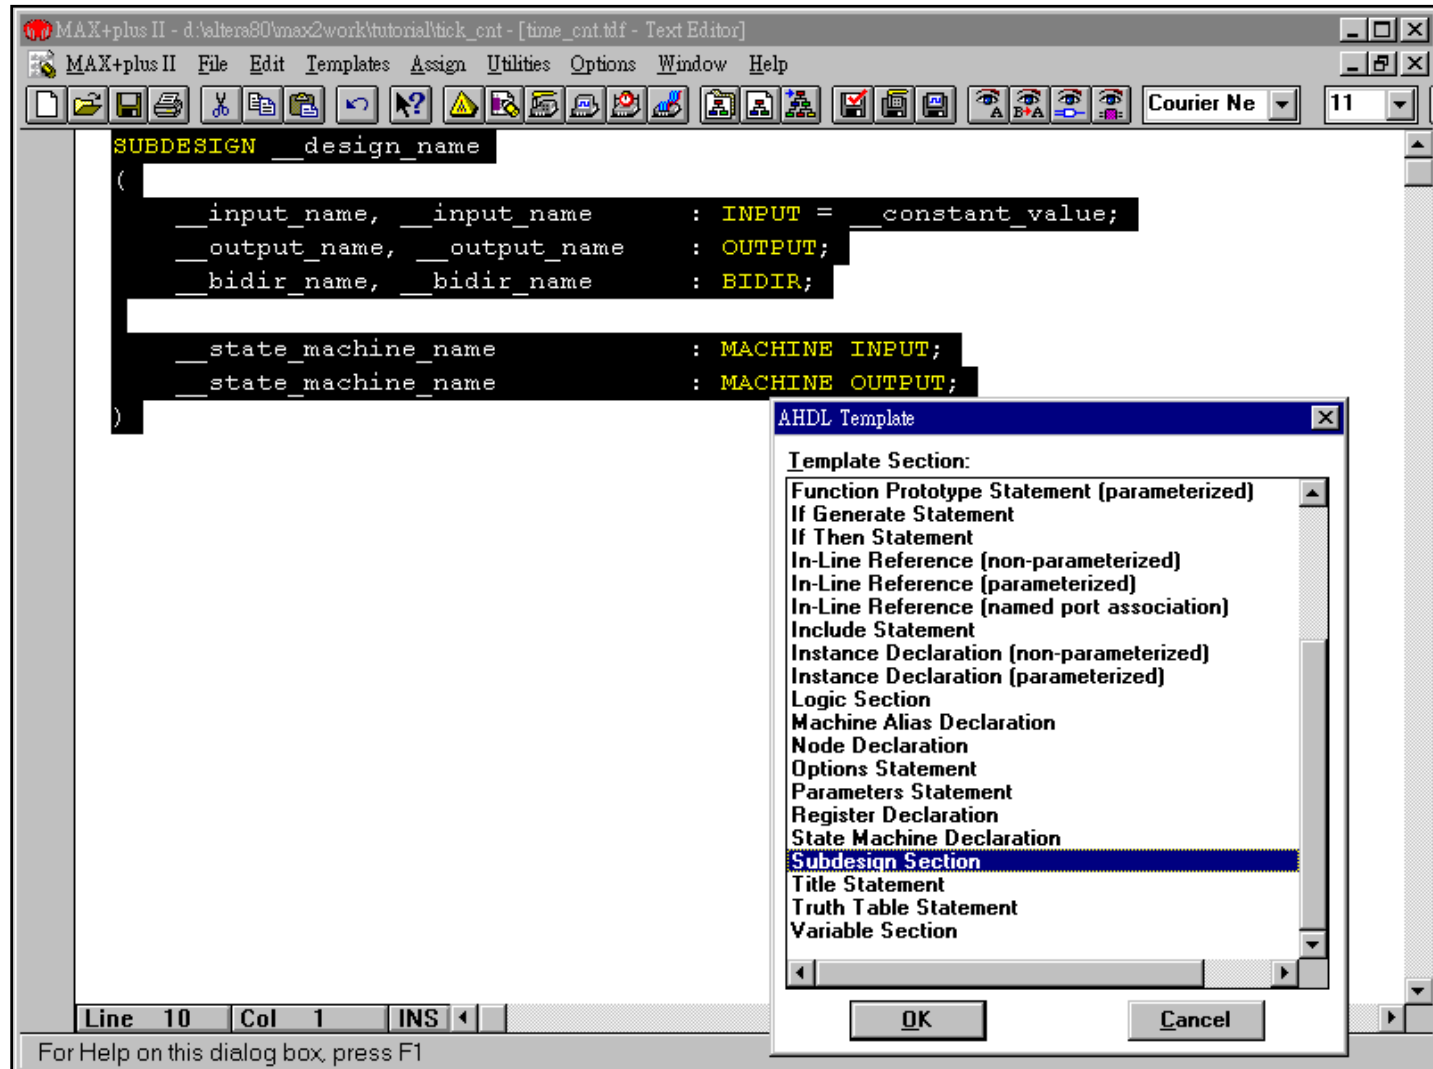 MAX+plus II - d:\altera80\max2work\tutorial\tick_cnt - [time_cnt.tdf - Text Editor]
MAX+plus II File Edit Templates Assign Utilities Options Window Help
Courier Ne 11
SUBDESIGN __design_name
(
__input_name, __input_name : INPUT = __constant_value;
__output_name, __output_name : OUTPUT;
__bidir_name, __bidir_name : BIDIR;
__state_machine_name : MACHINE INPUT;
__state_machine_name : MACHINE OUTPUT;
)
AHDL Template
Template Section:
Function Prototype Statement (parameterized)
If Generate Statement
If Then Statement
In-Line Reference (non-parameterized)
In-Line Reference (parameterized)
In-Line Reference (named port association)
Include Statement
Instance Declaration (non-parameterized)
Instance Declaration (parameterized)
Logic Section
Machine Alias Declaration
Node Declaration
Options Statement
Parameters Statement
Register Declaration
State Machine Declaration
Subdesign Section
Title Statement
Truth Table Statement
Variable Section
OK Cancel
Line 10 Col 1 INS
For Help on this dialog box, press F1